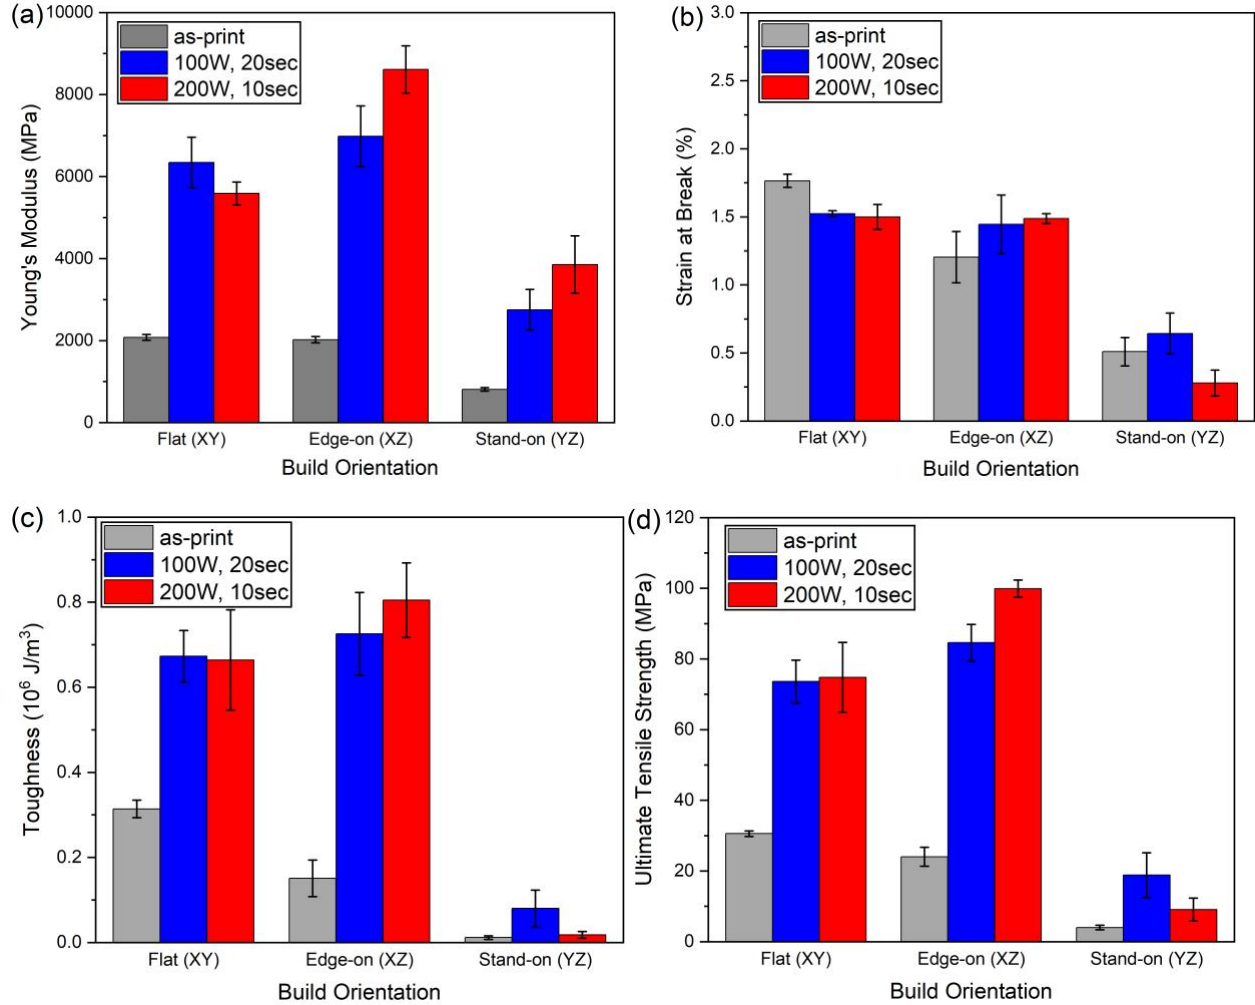 (a)
10000
8000
6000
4000
2000
0
Young's Modulus (MPa)
as-print
100W, 20sec
200W, 10sec
Flat (XY) Edge-on (XZ) Stand-on (YZ)
Build Orientation
(b)
3.0
2.5
2.0
1.5
1.0
0.5
0.0
Strain at Break (%)
as-print
100W, 20sec
200W, 10sec
Flat (XY) Edge-on (XZ) Stand-on (YZ)
Build Orientation
(c)
1.0
0.8
0.6
0.4
0.2
0.0
Toughness (10⁶ J/m³)
as-print
100W, 20sec
200W, 10sec
Flat (XY) Edge-on (XZ) Stand-on (YZ)
Build Orientation
(d)
120
100
80
60
40
20
0
Ultimate Tensile Strength (MPa)
as-print
100W, 20sec
200W, 10sec
Flat (XY) Edge-on (XZ) Stand-on (YZ)
Build Orientation